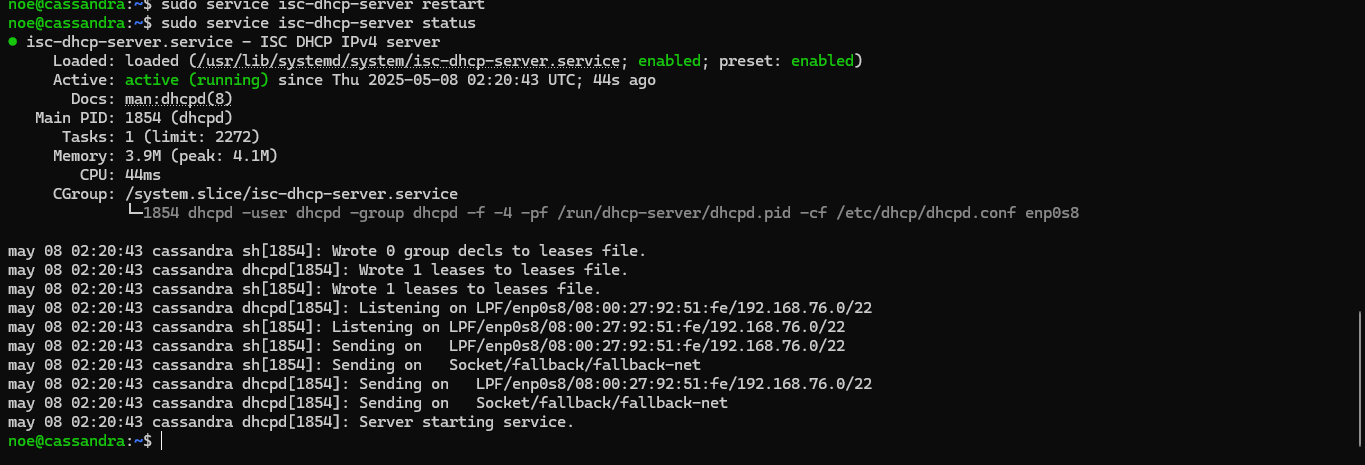 noe@cassandra:~$ sudo service isc-dhcp-server restart
noe@cassandra:~$ sudo service isc-dhcp-server status
● isc-dhcp-server.service - ISC DHCP IPv4 server
     Loaded: loaded (/usr/lib/systemd/system/isc-dhcp-server.service; enabled; preset: enabled)
     Active: active (running) since Thu 2025-05-08 02:20:43 UTC; 44s ago
       Docs: man:dhcpd(8)
   Main PID: 1854 (dhcpd)
      Tasks: 1 (limit: 2272)
     Memory: 3.9M (peak: 4.1M)
        CPU: 44ms
     CGroup: /system.slice/isc-dhcp-server.service
             └─1854 dhcpd -user dhcpd -group dhcpd -f -4 -pf /run/dhcp-server/dhcpd.pid -cf /etc/dhcp/dhcpd.conf enp0s8
may 08 02:20:43 cassandra sh[1854]: Wrote 0 group decls to leases file.
may 08 02:20:43 cassandra dhcpd[1854]: Wrote 1 leases to leases file.
may 08 02:20:43 cassandra sh[1854]: Wrote 1 leases to leases file.
may 08 02:20:43 cassandra dhcpd[1854]: Listening on LPF/enp0s8/08:00:27:92:51:fe/192.168.76.0/22
may 08 02:20:43 cassandra sh[1854]: Listening on LPF/enp0s8/08:00:27:92:51:fe/192.168.76.0/22
may 08 02:20:43 cassandra sh[1854]: Sending on   LPF/enp0s8/08:00:27:92:51:fe/192.168.76.0/22
may 08 02:20:43 cassandra sh[1854]: Sending on   Socket/fallback/fallback-net
may 08 02:20:43 cassandra dhcpd[1854]: Sending on   LPF/enp0s8/08:00:27:92:51:fe/192.168.76.0/22
may 08 02:20:43 cassandra dhcpd[1854]: Sending on   Socket/fallback/fallback-net
may 08 02:20:43 cassandra dhcpd[1854]: Server starting service.
noe@cassandra:~$